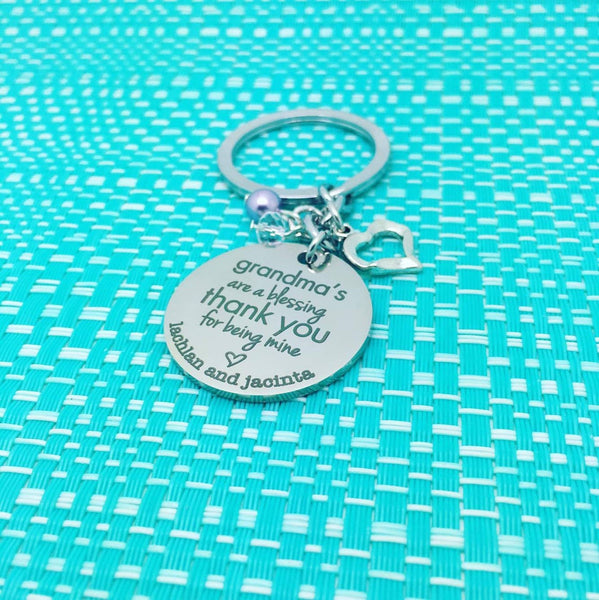 grandma's
are a blessing
thank you
for being mine
lachlan and jacinta